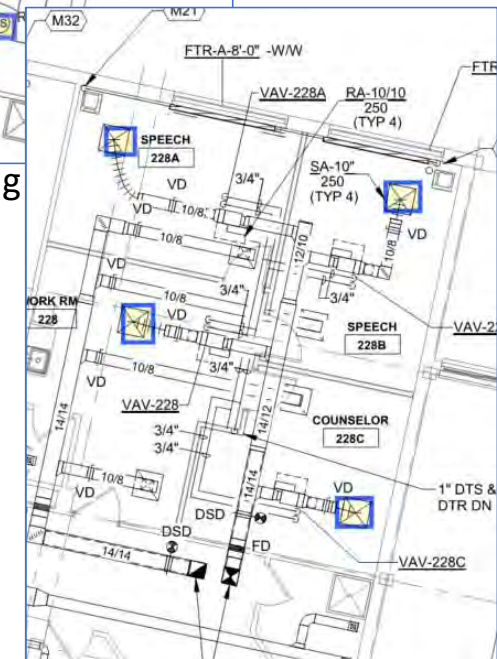 M32
M21
g
FTR-A-8'-0" -W/W
FTR
VAV-228A
RA-10/10
250
(TYP 4)
SPEECH
228A
SA-10"
250
(TYP 4)
3/4"
VD
VD
10/8
10/8
12/10
10/8
VD
VD
3/4"
3/4"
10/8
VD
ORK RM
228
SPEECH
228B
VAV-22
10/8
VD
3/4"
VAV-228
14/12
COUNSELOR
228C
3/4"
3/4"
14/14
14/14
VD
1" DTS &
DTR DN
10/8
VD
DSD
DSD
FD
14/14
VAV-228C